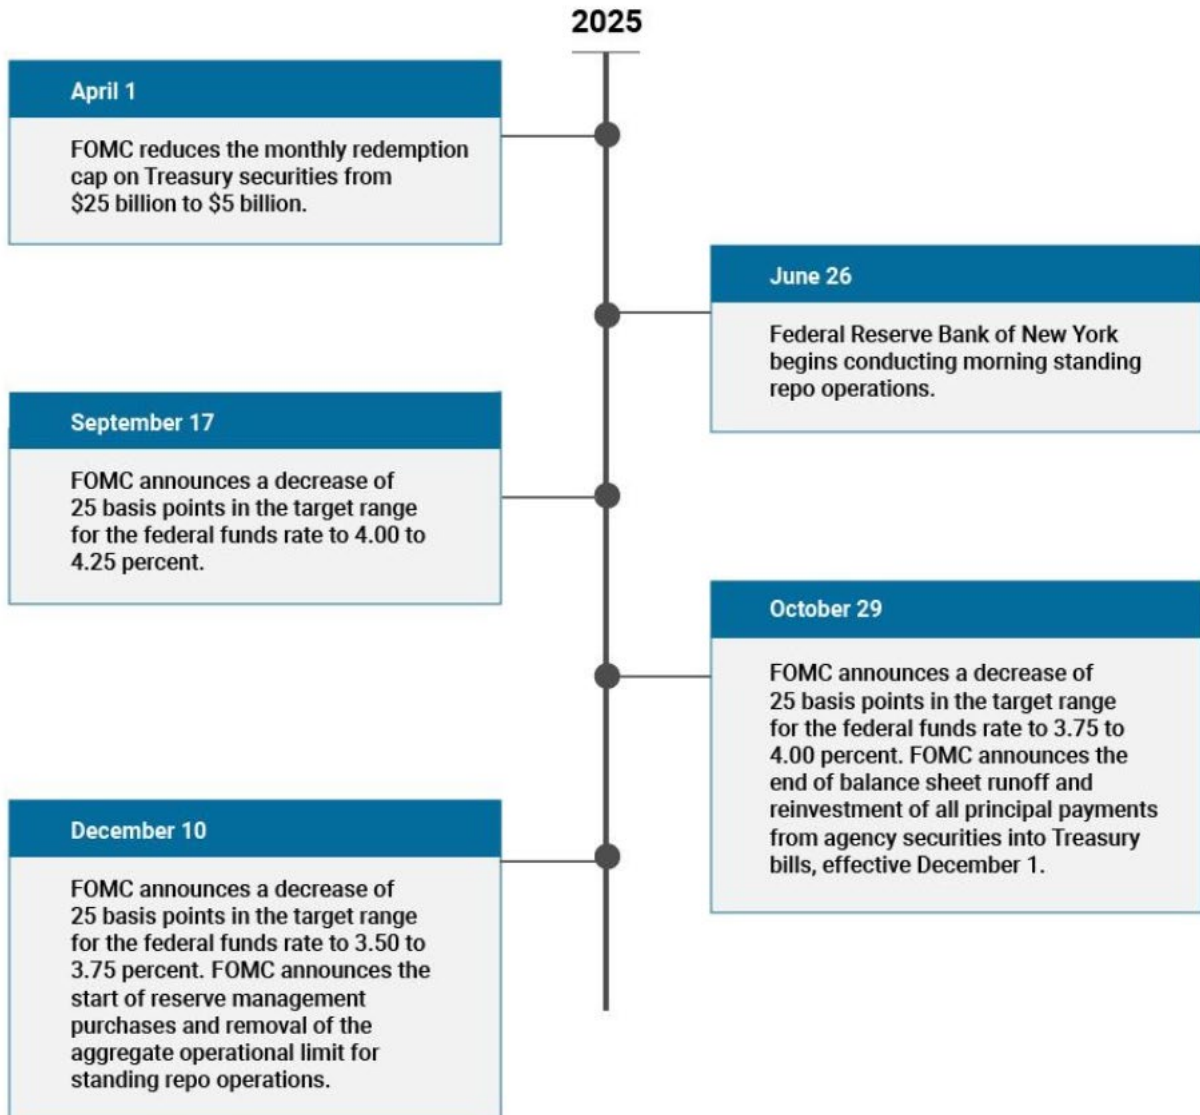 2025
April 1
FOMC reduces the monthly redemption
cap on Treasury securities from
$25 billion to $5 billion.
June 26
Federal Reserve Bank of New York
begins conducting morning standing
repo operations.
September 17
FOMC announces a decrease of
25 basis points in the target range
for the federal funds rate to 4.00 to
4.25 percent.
October 29
FOMC announces a decrease of
25 basis points in the target range
for the federal funds rate to 3.75 to
4.00 percent. FOMC announces the
end of balance sheet runoff and
reinvestment of all principal payments
from agency securities into Treasury
bills, effective December 1.
December 10
FOMC announces a decrease of
25 basis points in the target range
for the federal funds rate to 3.50 to
3.75 percent. FOMC announces the
start of reserve management
purchases and removal of the
aggregate operational limit for
standing repo operations.